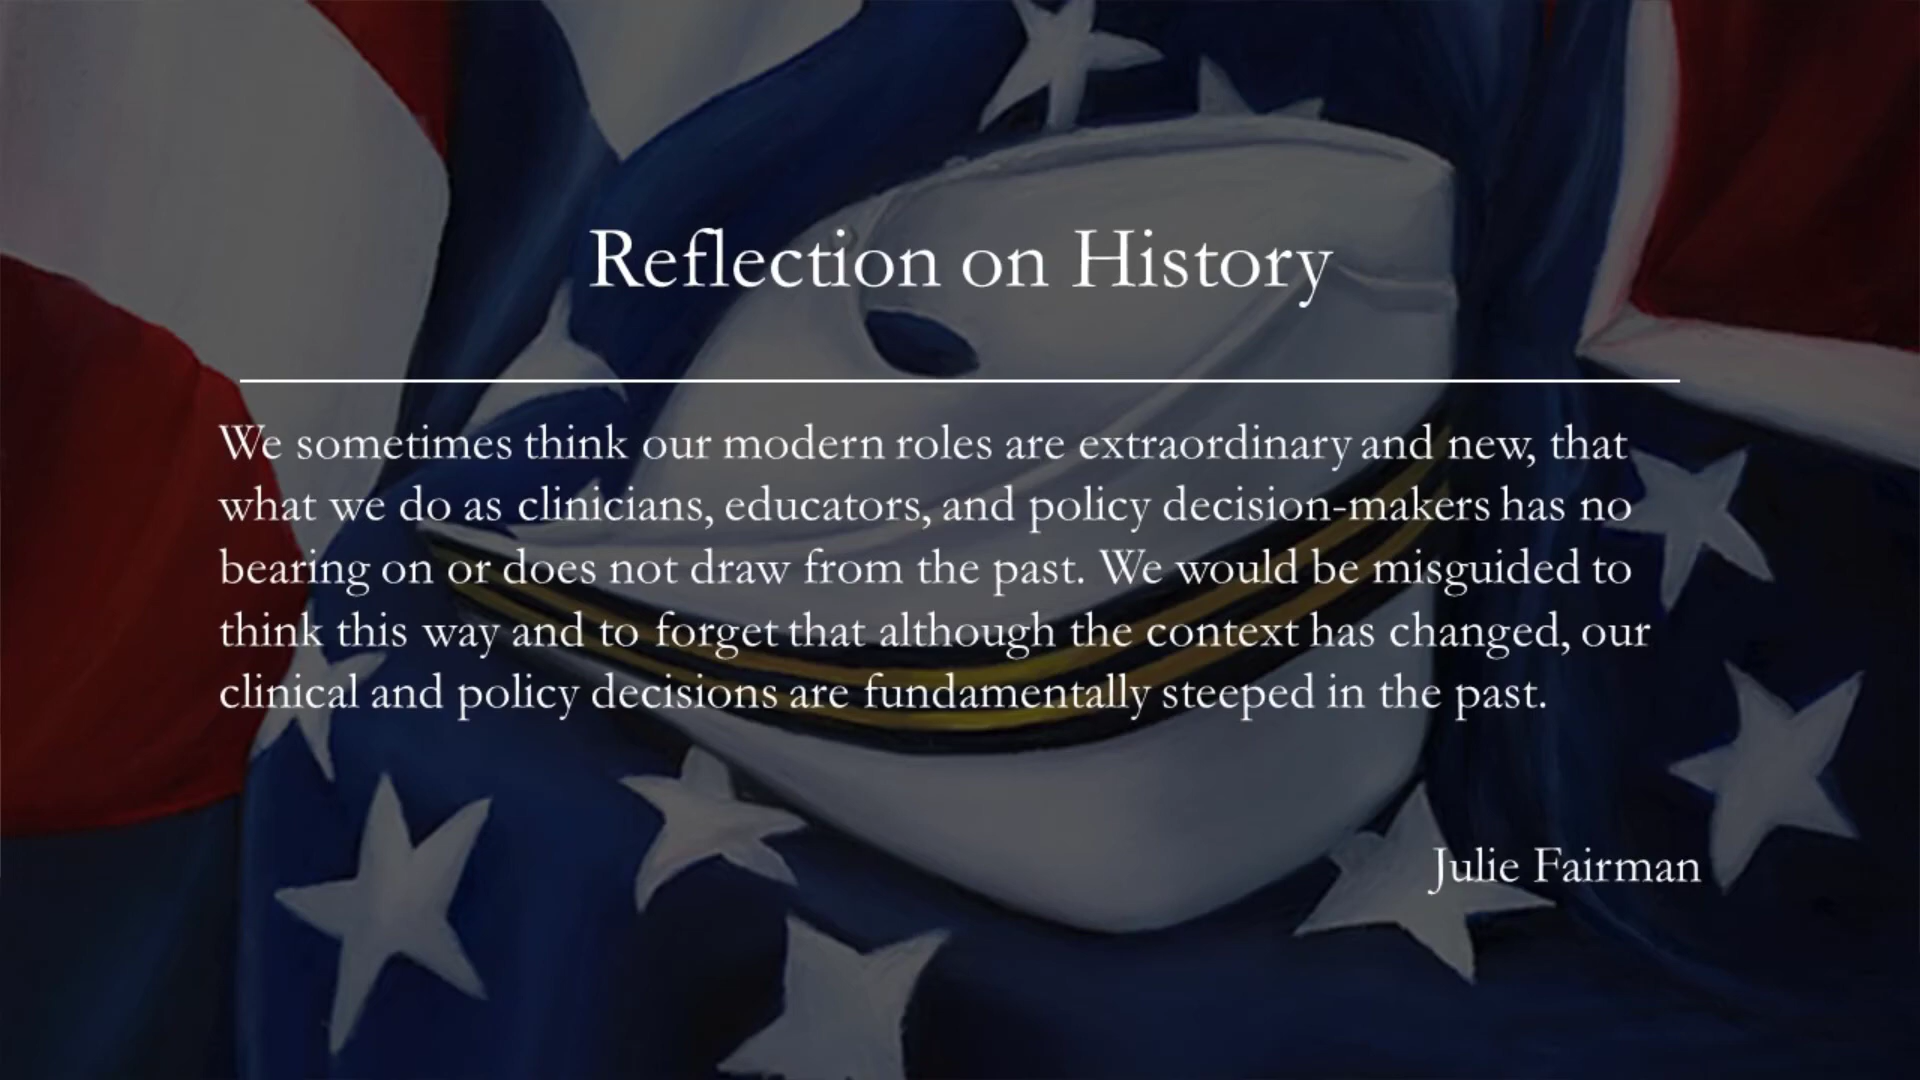 Reflection on History
We sometimes think our modern roles are extraordinary and new, that
what we do as clinicians, educators, and policy decision-makers has no
bearing on or does not draw from the past. We would be misguided to
think this way and to forget that although the context has changed, our
clinical and policy decisions are fundamentally steeped in the past.
Julie Fairman